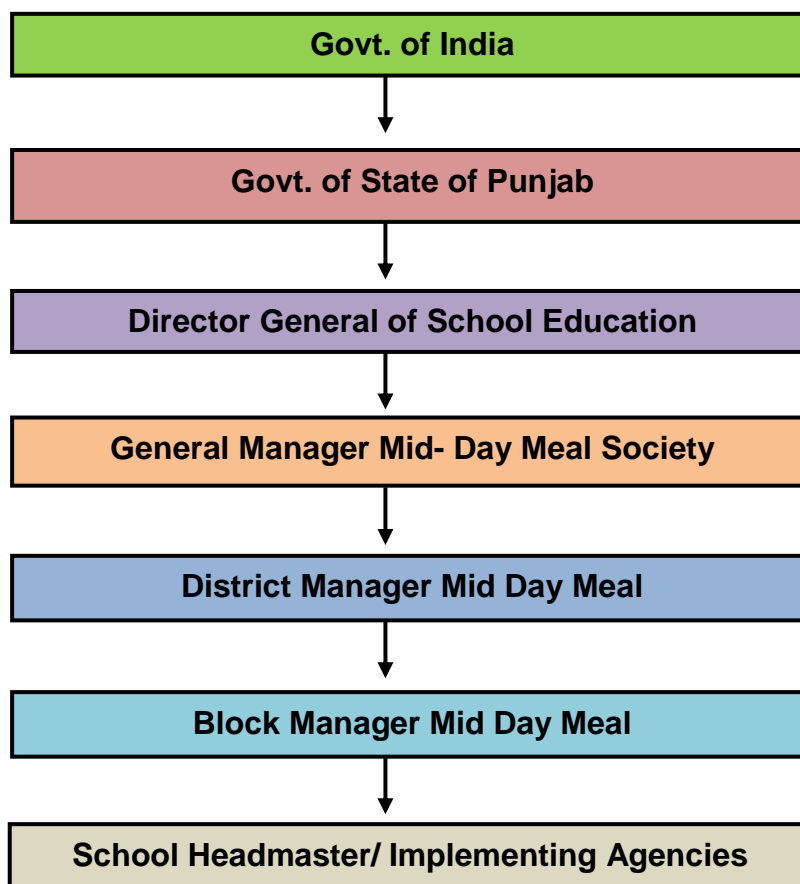 Govt. of India
Govt. of State of Punjab
Director General of School Education
General Manager Mid- Day Meal Society
District Manager Mid Day Meal
Block Manager Mid Day Meal
School Headmaster/ Implementing Agencies